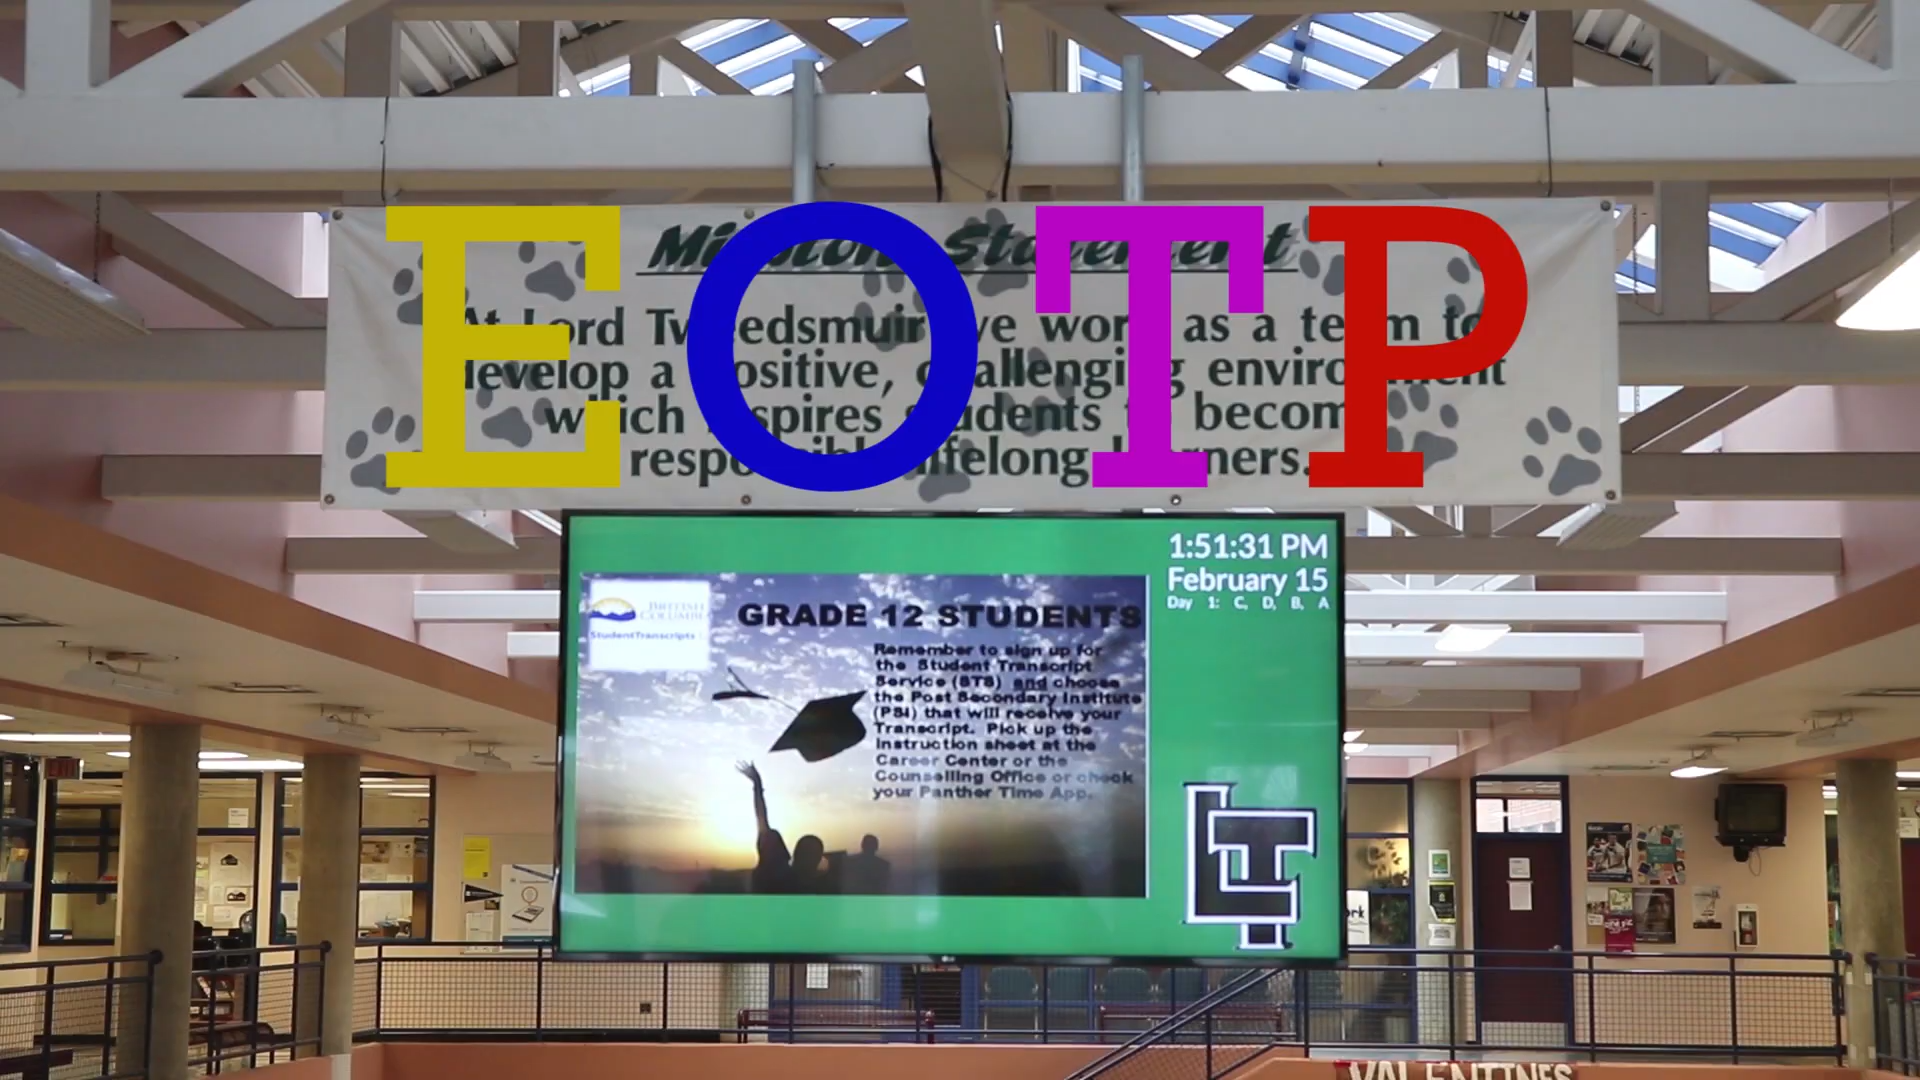 EOTP
Mission Statement
At Lord Tweedsmuir we work as a team to
develop a positive, challenging environment
which inspires students to become
responsible lifelong learners.
1:51:31 PM
February 15
Day 1: C, D, B, A
BRITISH
COLUMBIA
StudentTranscripts
GRADE 12 STUDENTS
Remember to sign up for
the Student Transcript
Service (STS) and choose
the Post Secondary Institute
(PSI) that will receive your
Transcript. Pick up the
Instruction sheet at the
Career Center or the
Counselling Office or check
your Panther Time App.
LT
EXIT
LG
VALENTINES